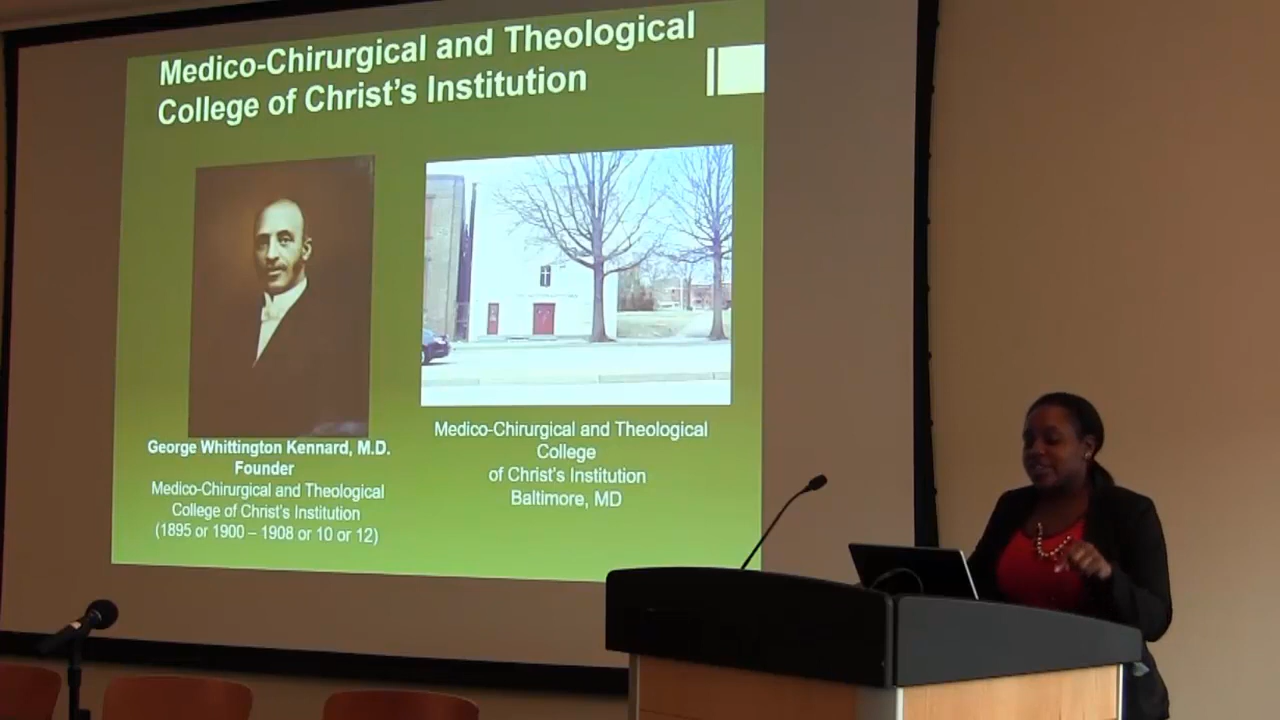 Medico-Chirurgical and Theological
College of Christ's Institution
George Whittington Kennard, M.D.
Founder
Medico-Chirurgical and Theological
College of Christ's Institution
(1895 or 1900 – 1908 or 10 or 12)
Medico-Chirurgical and Theological
College
of Christ's Institution
Baltimore, MD